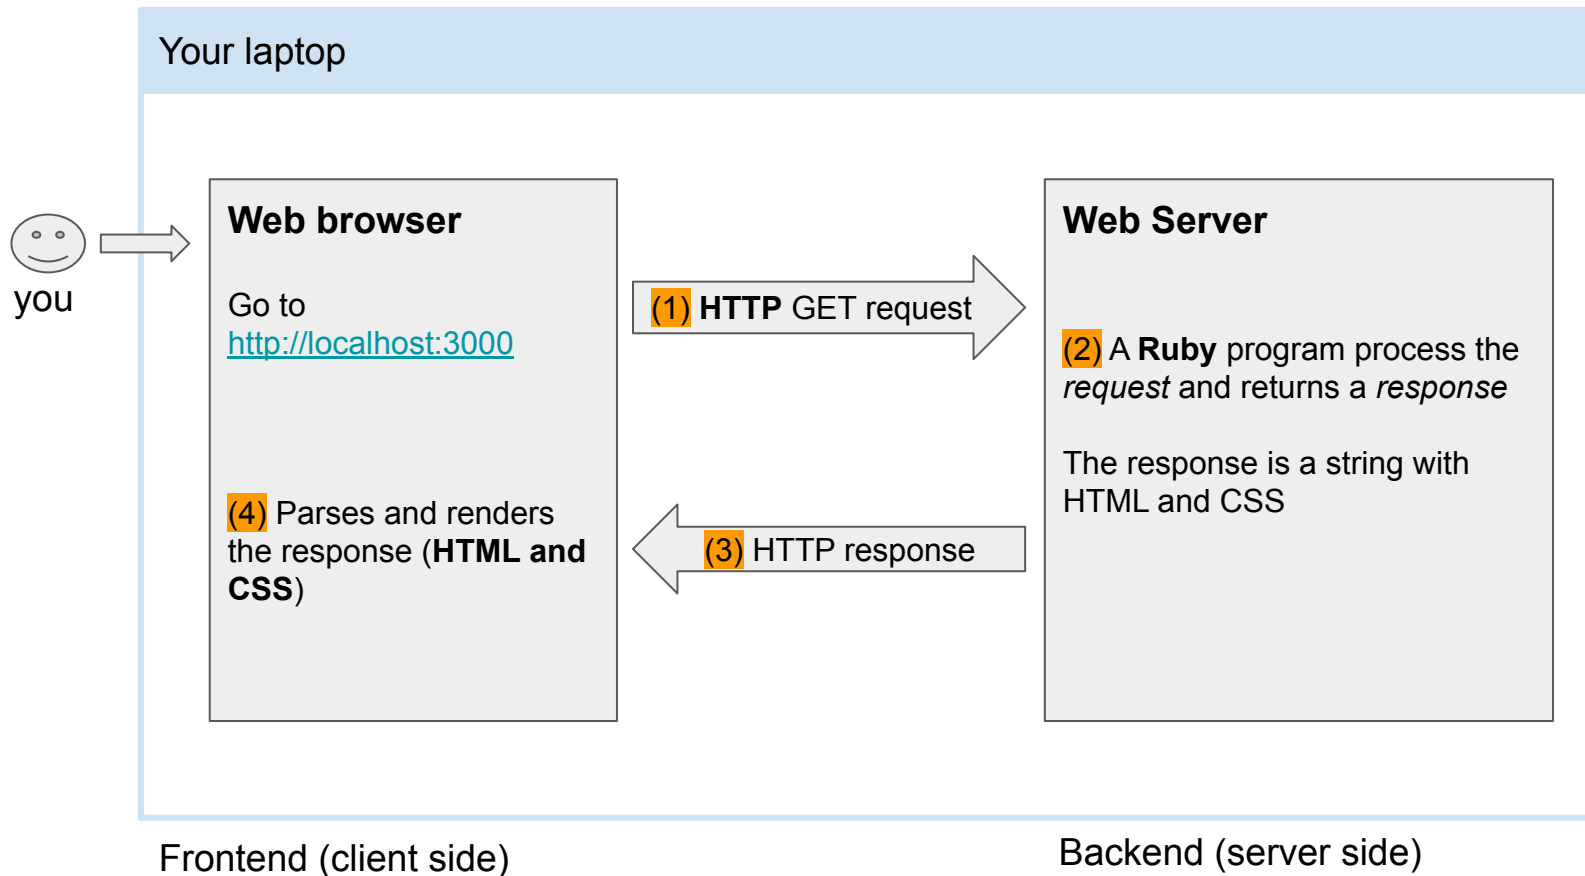 Your laptop
you
Web browser
Go to
http://localhost:3000
(4) Parses and renders
the response (HTML and
CSS)
(1) HTTP GET request
(3) HTTP response
Web Server
(2) A Ruby program process the
request and returns a response
The response is a string with
HTML and CSS
Frontend (client side)
Backend (server side)